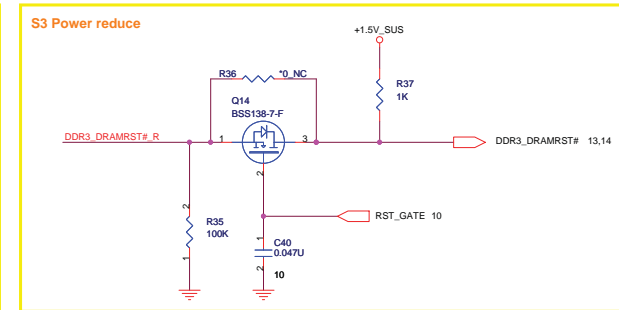 S3 Power reduce
+1.5V_SUS
R36
*0_NC
R37
1K
Q14
BSS138-7-F
DDR3_DRAMRST#_R
1
3
DDR3_DRAMRST# 13,14
2
2
R35
100K
1
RST_GATE 10
1
C40
0.047U
2
10